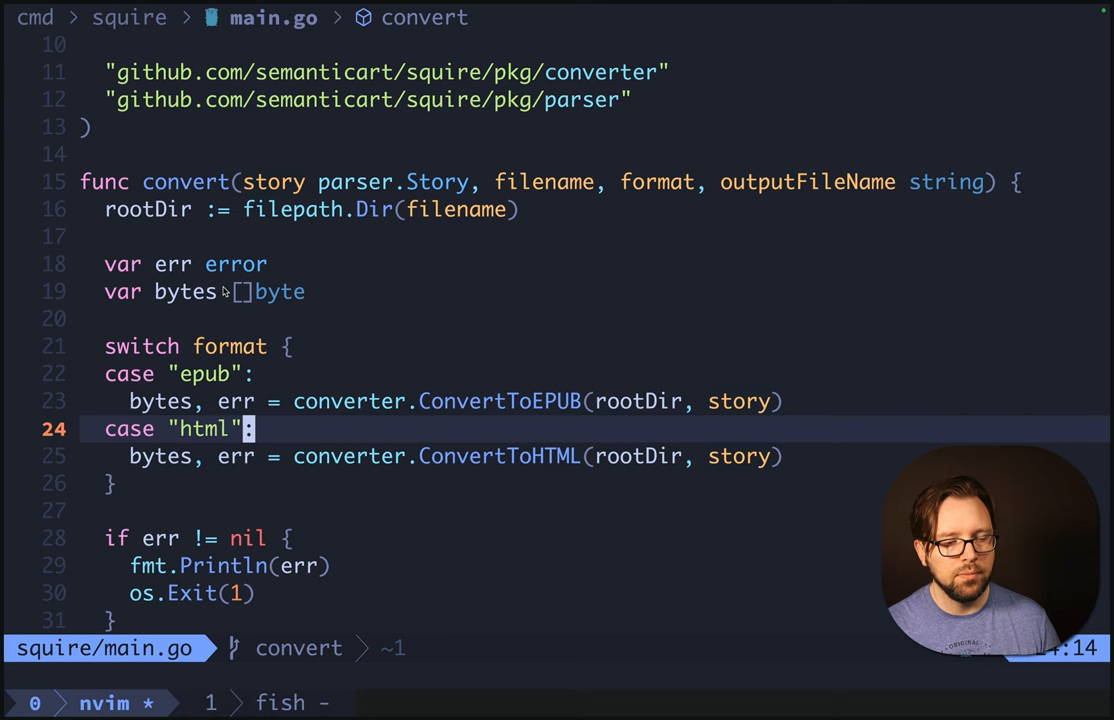 cmd > squire > main.go > convert
10
11 "github.com/semanticart/squire/pkg/converter"
12 "github.com/semanticart/squire/pkg/parser"
13 )
14
15 func convert(story parser.Story, filename, format, outputFileName string) {
16 rootDir := filepath.Dir(filename)
17
18 var err error
19 var bytes []byte
20
21 switch format {
22 case "epub":
23 bytes, err = converter.ConvertToEPUB(rootDir, story)
24 case "html":
25 bytes, err = converter.ConvertToHTML(rootDir, story)
26 }
27
28 if err != nil {
29 fmt.Println(err)
30 os.Exit(1)
31 }
ORIGINAL
squire/main.go convert ~1 :14
0 nvim * 1 fish -